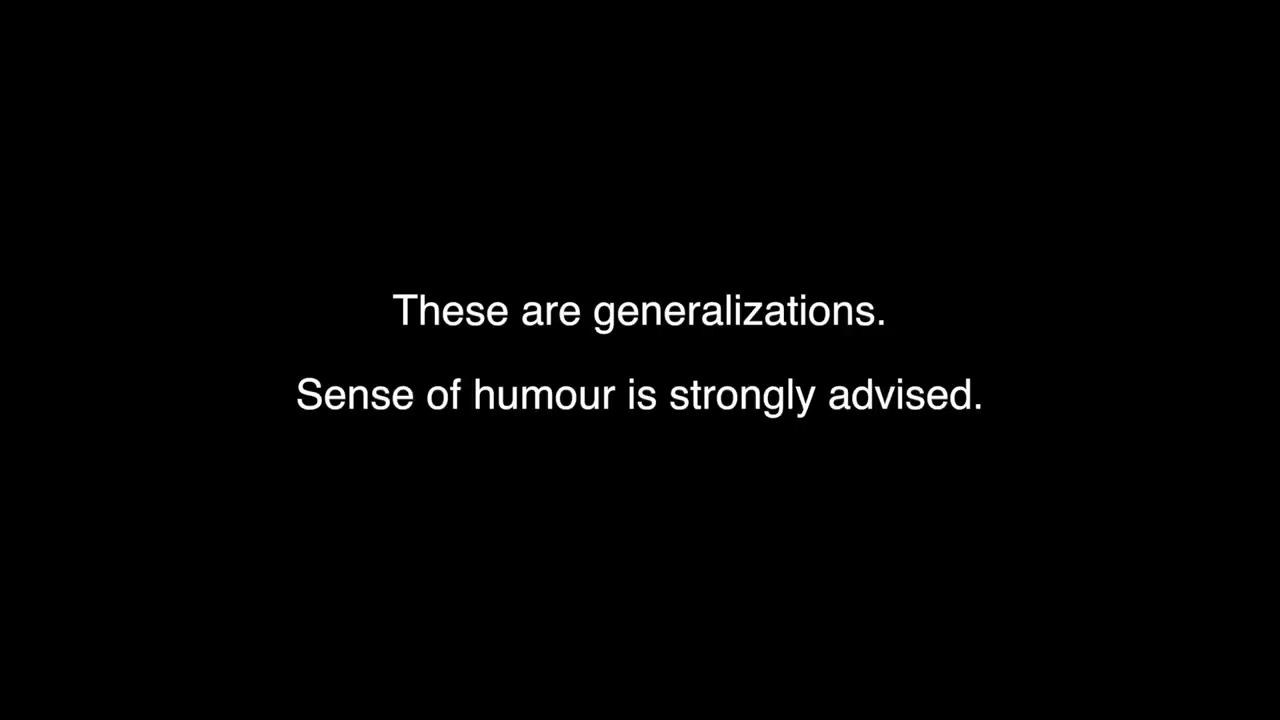 These are generalizations.
Sense of humour is strongly advised.